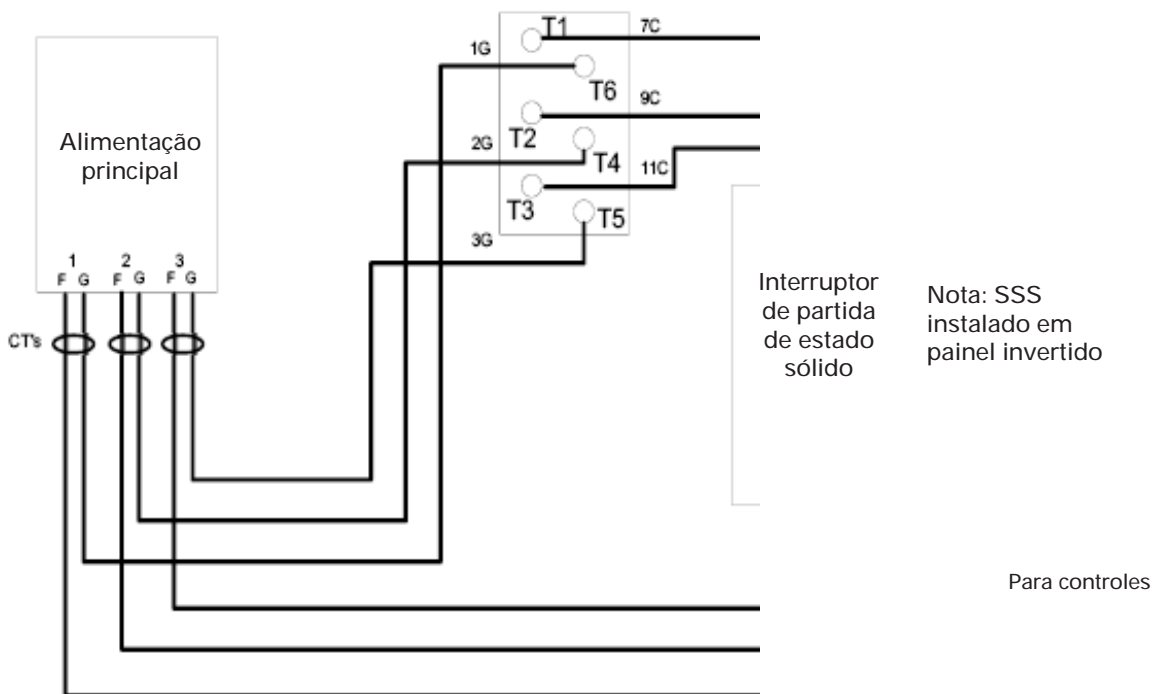 T1
7C
1G
T6
9C
Alimentação
principal
T2
2G
T4
11C
T3
T5
3G
1 2 3
F G F G F G
CT's
Interruptor
de partida
de estado
sólido
Nota: SSS
instalado em
painel invertido
Para controles